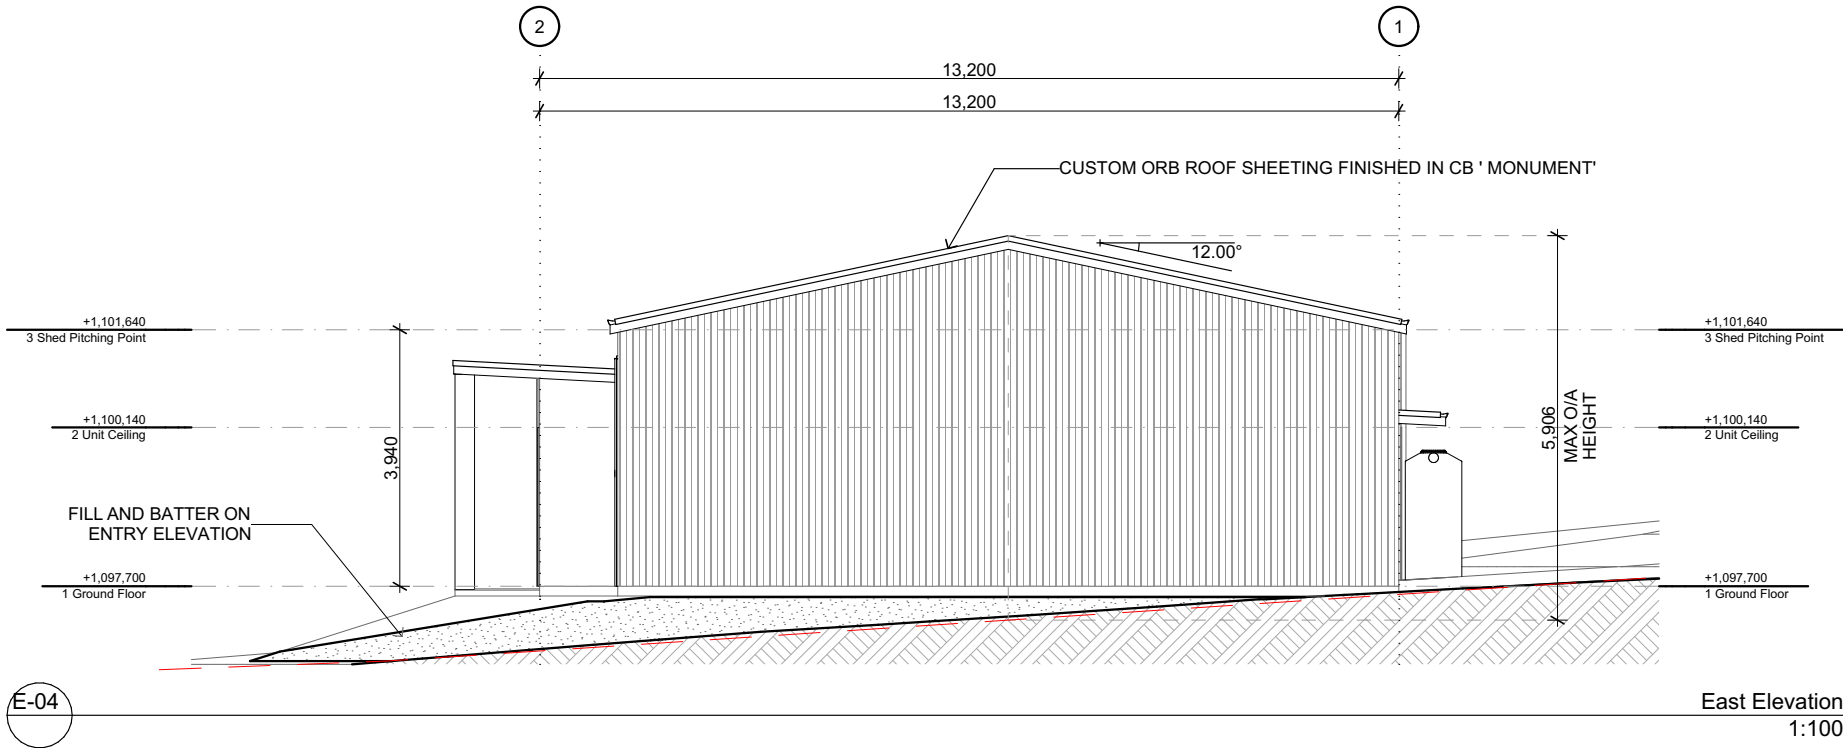 2
1
13,200
13,200
CUSTOM ORB ROOF SHEETING FINISHED IN CB ' MONUMENT'
12.00°
+1,101,640
3 Shed Pitching Point
+1,101,640
3 Shed Pitching Point
+1,100,140
2 Unit Ceiling
3,940
5,906
MAX O/A
HEIGHT
+1,100,140
2 Unit Ceiling
FILL AND BATTER ON
ENTRY ELEVATION
+1,097,700
1 Ground Floor
+1,097,700
1 Ground Floor
E-04
East Elevation
1:100